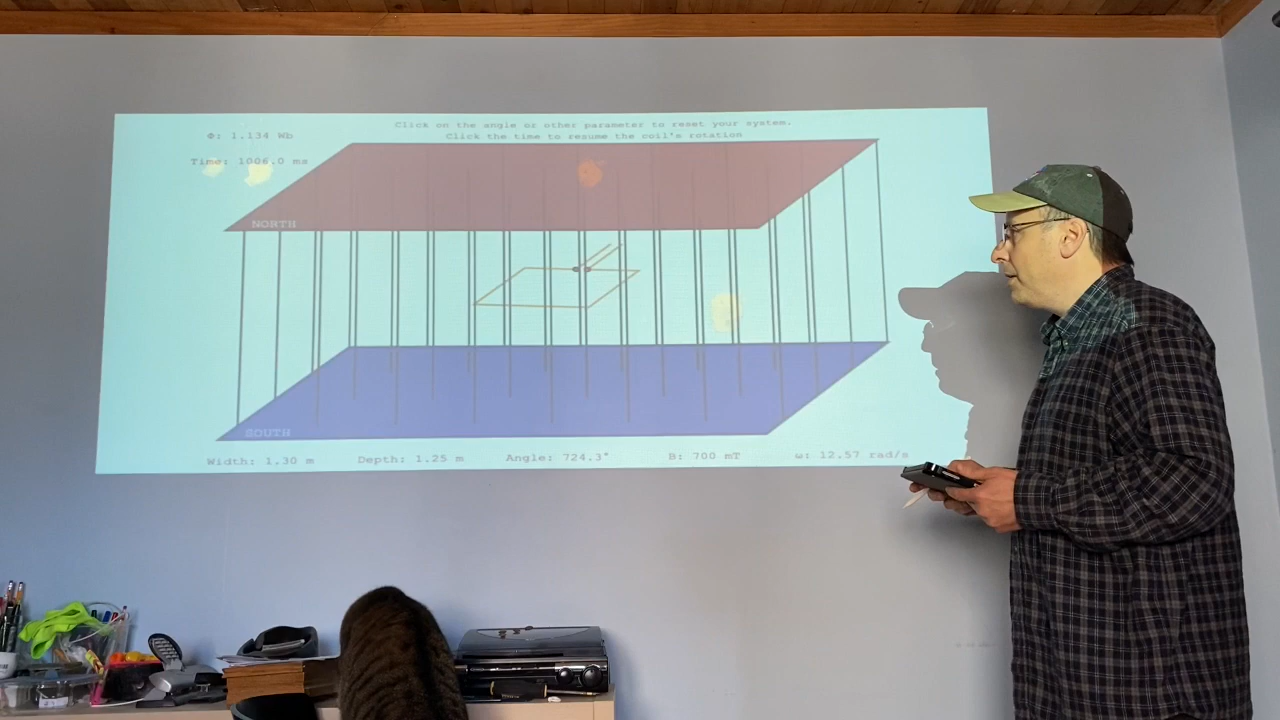 Click on the angle or other parameter to reset your system.
Click the time to resume the coil's rotation
Φ: 1.134 Wb
Time: 1006.0 ms
NORTH
SOUTH
Width: 1.30 m
Depth: 1.25 m
Angle: 724.3°
B: 700 mT
ω: 12.57 rad/s